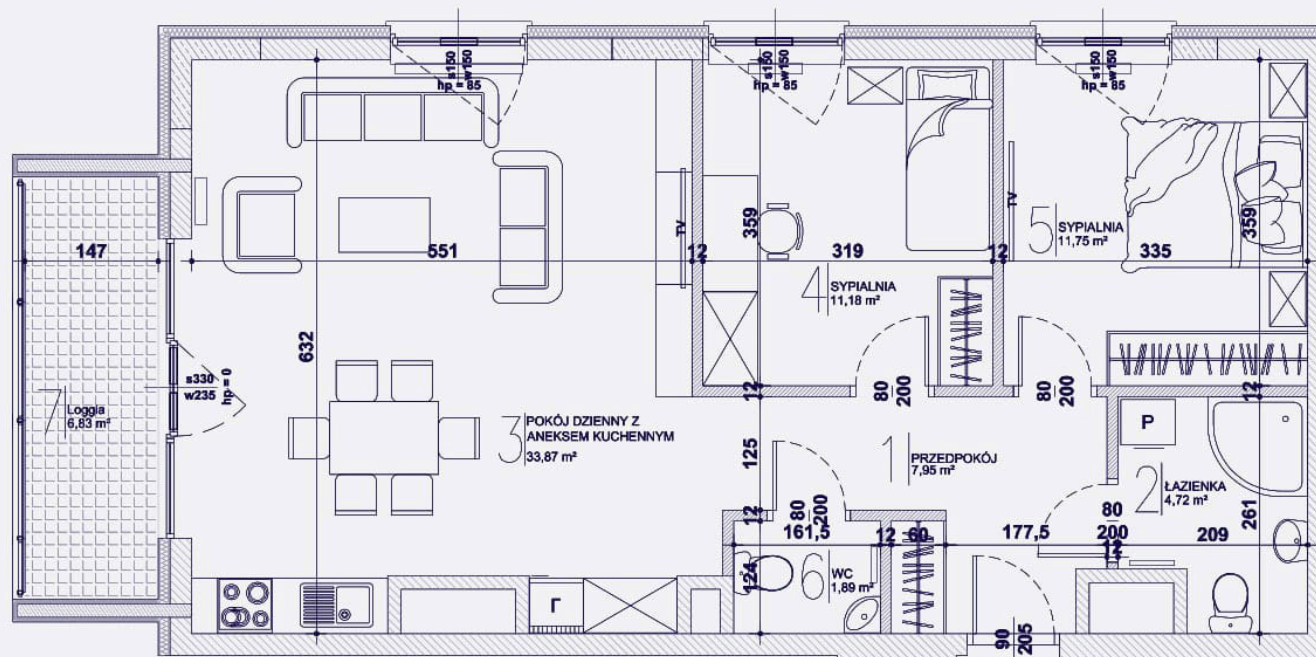 s150
w150
hp = 85
s150
w150
hp = 85
s150
w150
hp = 85
147
551
12
359
319
12
335
359
TV
TV
5
SYPIALNIA
11,75 m²
4
SYPIALNIA
11,18 m²
632
s330
w235
hp = 0
7
Loggia
6,83 m²
3
POKÓJ DZIENNY Z
ANEKSEM KUCHENNYM
33,87 m²
12
80
200
80
200
12
125
1
PRZEDPOKÓJ
7,95 m²
P
2
ŁAZIENKA
4,72 m²
261
12
80
200
161,5
12
60
177,5
80
200
12
209
124
6
WC
1,89 m²
Γ
90
205